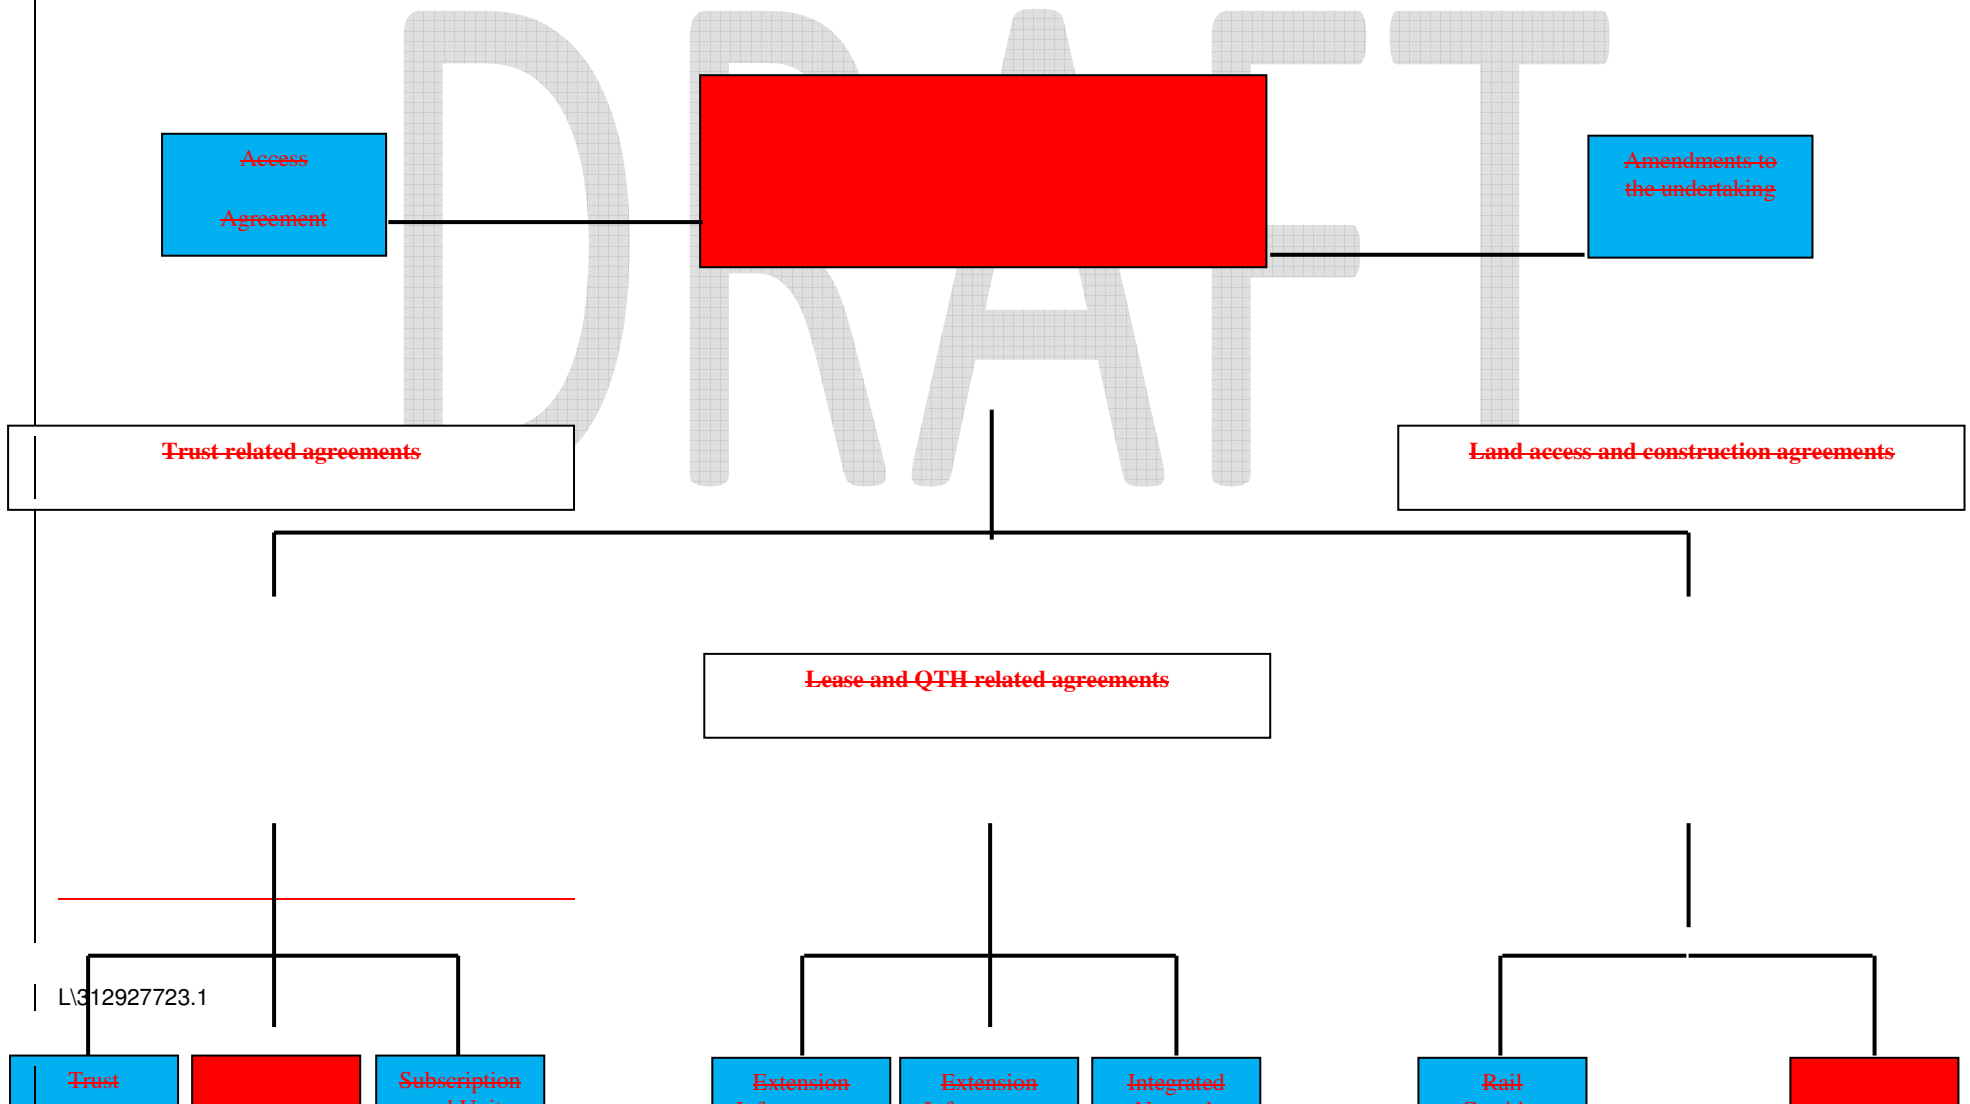 DRAFT
Access
Agreement
Amendments to
the undertaking
Trust related agreements
Land access and construction agreements
Lease and QTH related agreements
L\312927723.1
Trust
Subscription
Extension
Extension
Integrated
Rail